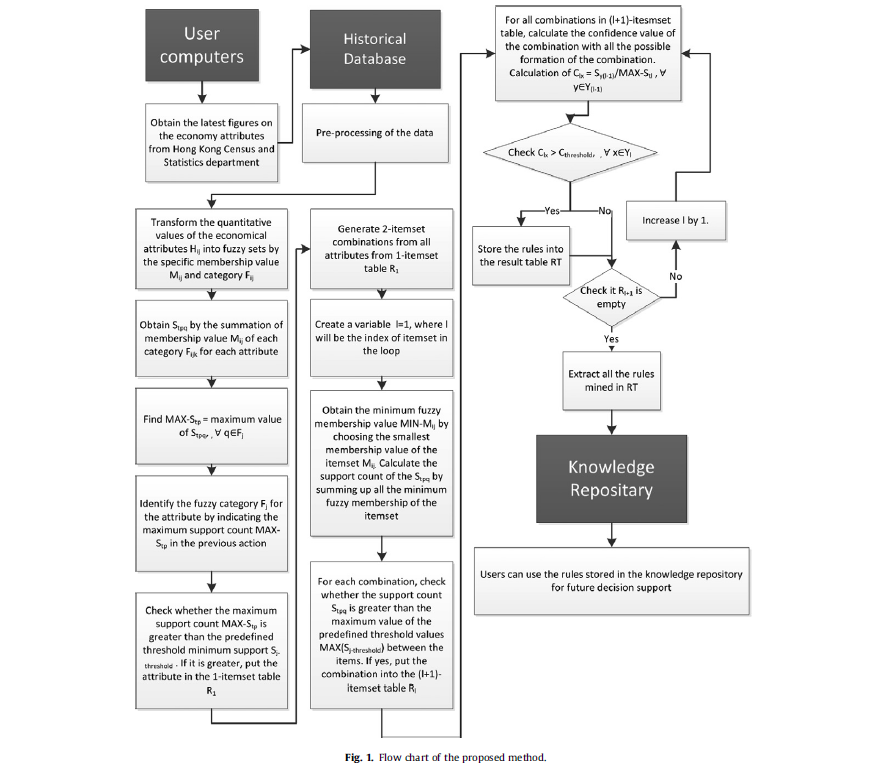 User
computers
Historical
Database
Obtain the latest figures on
the economy attributes
from Hong Kong Census and
Statistics department
Pre-processing of the data
Transform the quantitative
values of the economical
attributes Hij into fuzzy sets by
the specific membership value
Mij and category Fij
Obtain Stpq by the summation of
membership value Mij of each
category Fijk for each attribute
Find MAX-Stp = maximum value
of Stpq, , ∀ q∈Fj
Identify the fuzzy category Fj for
the attribute by indicating the
maximum support count MAX-
Stp in the previous action
Check whether the maximum
support count MAX-Stp is
greater than the predefined
threshold minimum support Sj-
threshold . If it is greater, put the
attribute in the 1-itemset table
R1
Generate 2-itemset
combinations from all
attributes from 1-itemset
table R1
Create a variable l=1, where l
will be the index of itemset in
the loop
Obtain the minimum fuzzy
membership value MIN-Mij by
choosing the smallest
membership value of the
itemset Mij. Calculate the
support count of the Stpq by
summing up all the minimum
fuzzy membership of the
itemset
For each combination, check
whether the support count
Stpq is greater than the
maximum value of the
predefined threshold values
MAX(Sj-threshold) between the
items. If yes, put the
combination into the (l+1)-
itemset table Rl
For all combinations in (l+1)-itesmset
table, calculate the confidence value of
the combination with all the possible
formation of the combination.
Calculation of Clx = Sy(l-1)/MAX-Stl , ∀
y∈Y(l-1)
Check Clx > Cthreshold, , ∀ x∈Yl
Yes
No
Store the rules into
the result table RT
Increase l by 1.
No
Check it Rl+1 is
empty
Yes
Extract all the rules
mined in RT
Knowledge
Repositary
Users can use the rules stored in the knowledge repository
for future decision support
Fig. 1. Flow chart of the proposed method.